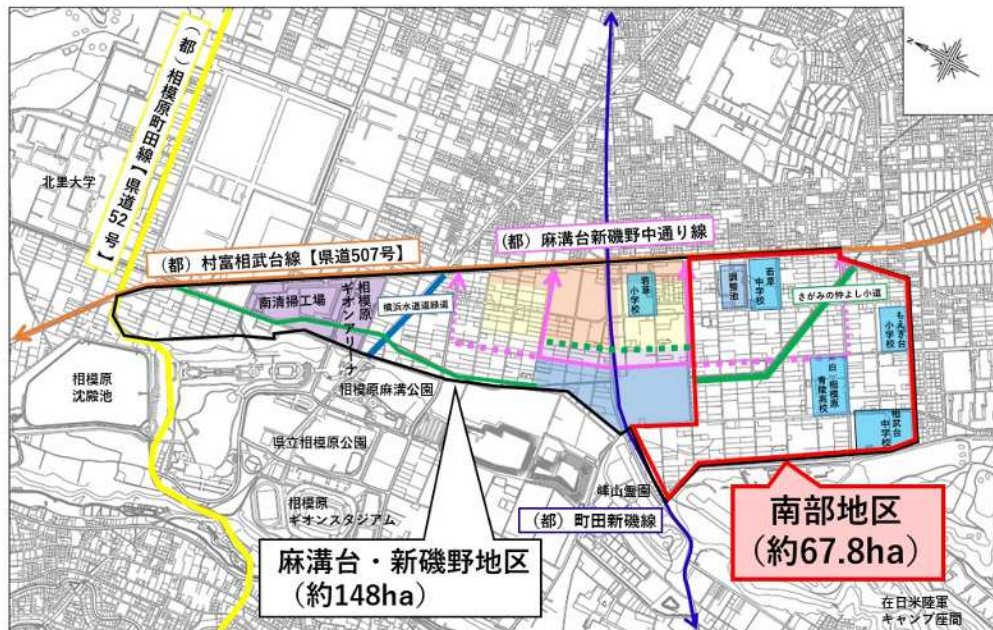 (都)相模原町田線【県道52号】
北里大学
(都)村富相武台線【県道507号】
(都)麻溝台新磯野中通り線
南清掃工場
相模原
ギオンアリーナ
横浜水道道緑道
若草
小学校
調整池
若草
中学校
さがみの仲よし小道
もえぎ台
小学校
(旧)相模原
青陵高校
相武台
中学校
相模原
沈殿池
相模原麻溝公園
県立相模原公園
相模原
ギオンスタジアム
峰山霊園
(都)町田新磯線
麻溝台・新磯野地区
(約148ha)
南部地区
(約67.8ha)
在日米陸軍
キャンプ座間